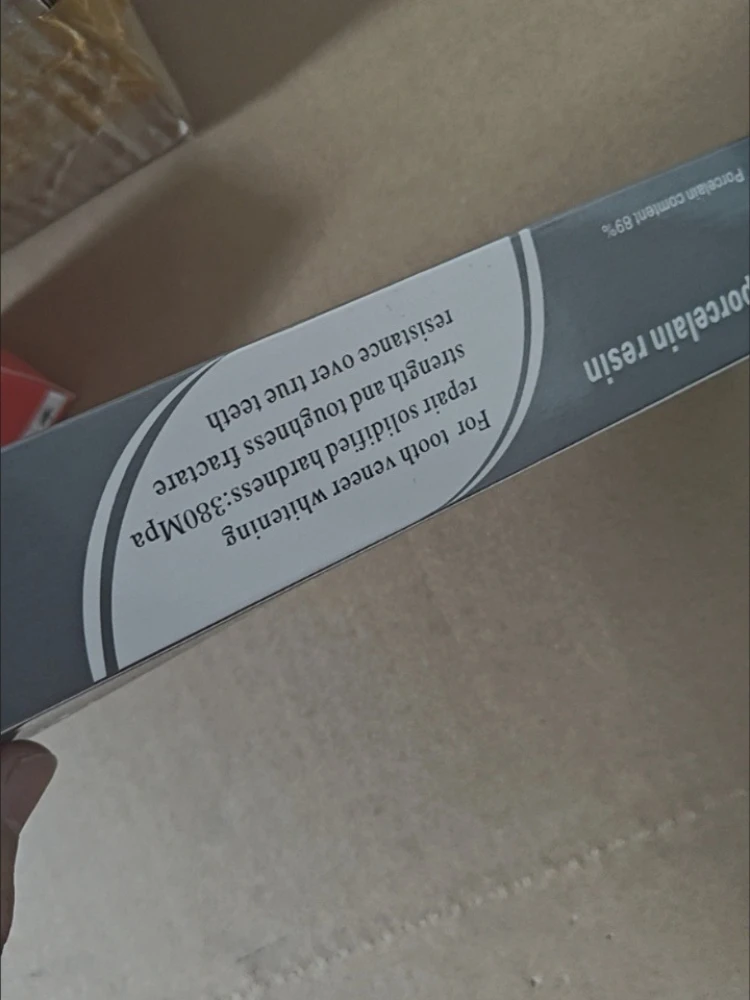 porcelain resin
Porcelain comtent 89%
For tooth veneer whitening
repair solidified hardness:380Mpa
strength and toughness fractare
resistance over true teeth